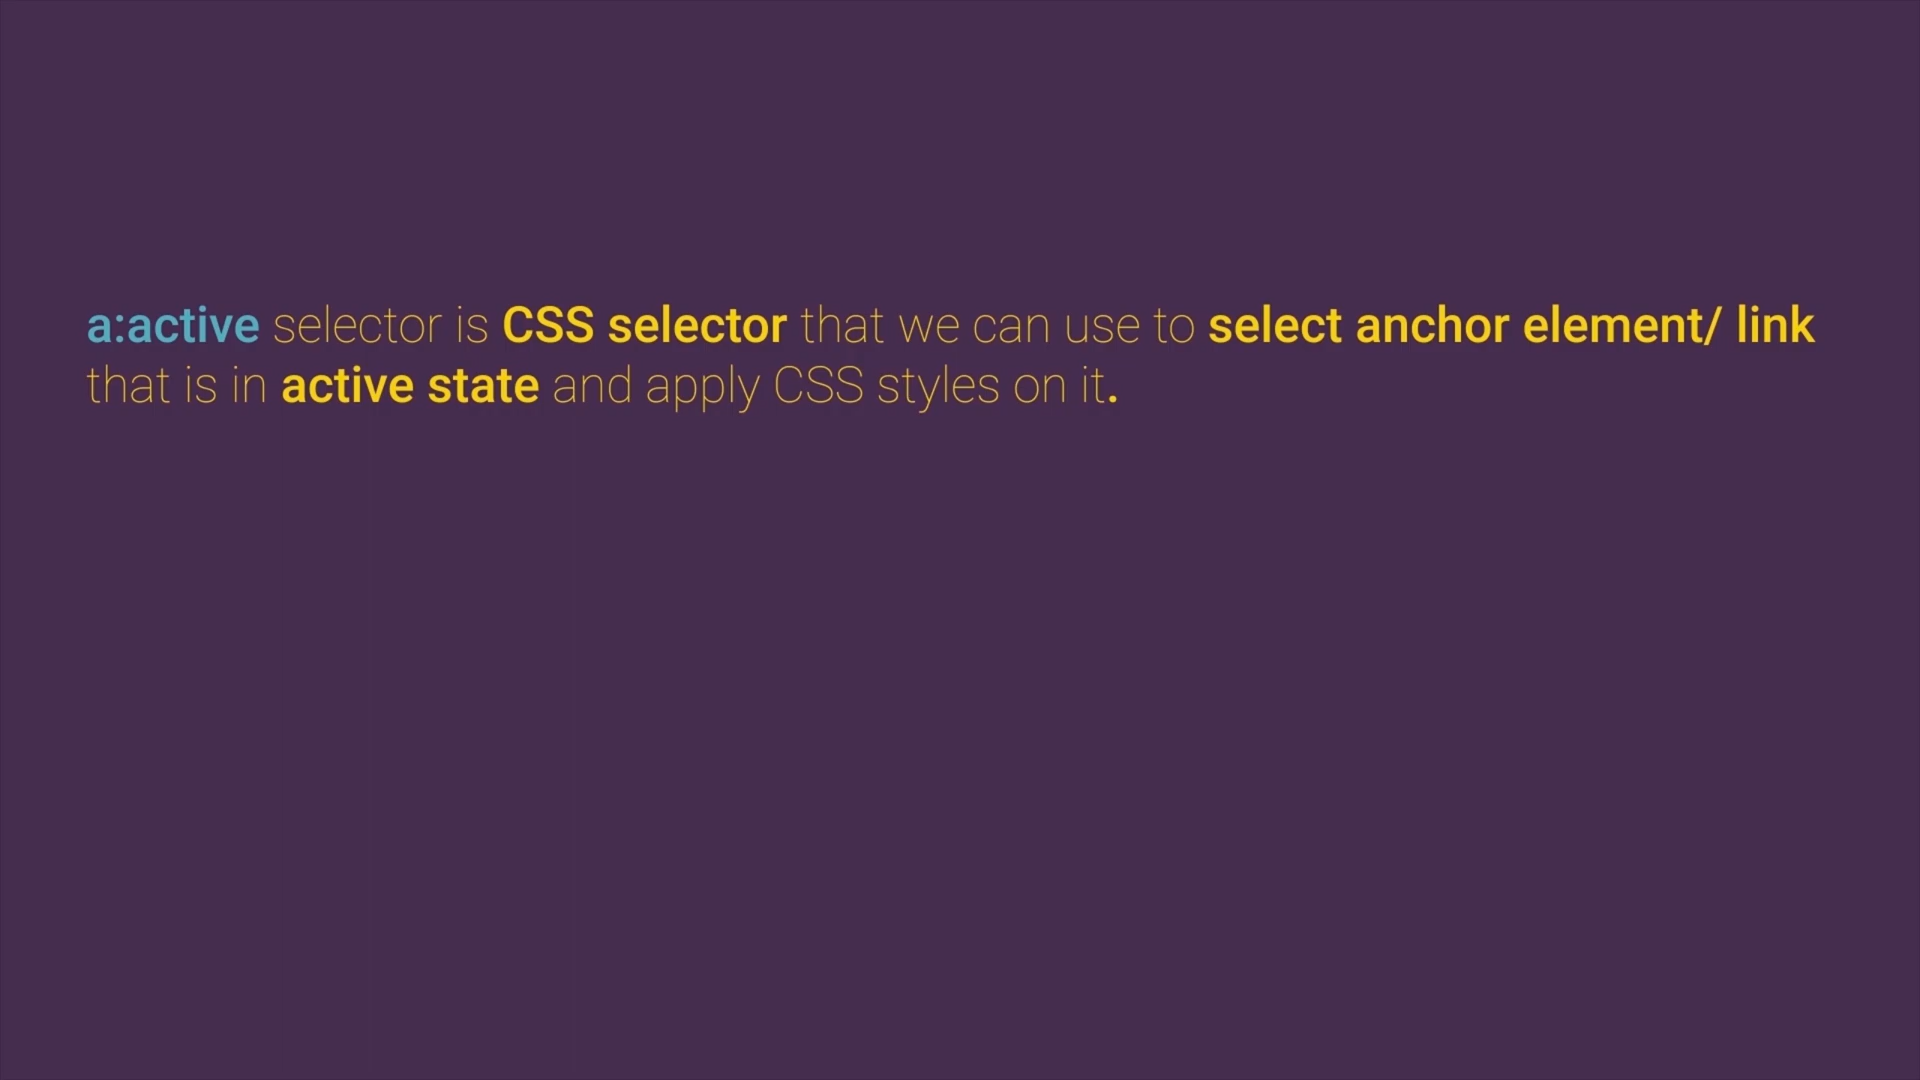 a:active selector is CSS selector that we can use to select anchor element/ link
that is in active state and apply CSS styles on it.